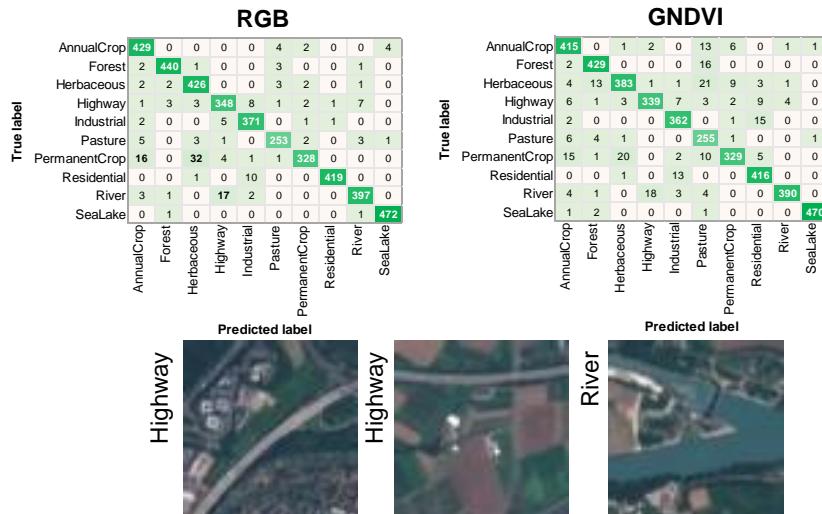 RGB
True label
AnnualCrop 429 0 0 0 0 4 2 0 0 4
Forest 2 440 1 0 0 3 0 0 1 0
Herbaceous 2 2 426 0 0 3 2 0 1 0
Highway 1 3 3 348 8 1 2 1 7 0
Industrial 2 0 0 5 371 0 1 1 0 0
Pasture 5 0 3 1 0 253 2 0 3 1
PermanentCrop 16 0 32 4 1 1 328 0 0 0
Residential 0 0 1 0 10 0 0 419 0 0
River 3 1 0 17 2 0 0 0 397 0
SeaLake 0 1 0 0 0 0 0 0 1 472
AnnualCrop Forest Herbaceous Highway Industrial Pasture PermanentCrop Residential River SeaLake
Predicted label
GNDVI
True label
AnnualCrop 415 0 1 2 0 13 6 0 1 1
Forest 2 429 0 0 0 16 0 0 0 0
Herbaceous 4 13 383 1 1 21 9 3 1 0
Highway 6 1 3 339 7 3 2 9 4 0
Industrial 2 0 0 0 362 0 1 15 0 0
Pasture 6 4 1 0 0 255 1 0 0 1
PermanentCrop 15 1 20 0 2 10 329 5 0 0
Residential 0 0 1 0 13 0 0 416 0 0
River 4 1 0 18 3 4 0 0 390 0
SeaLake 1 2 0 0 0 1 0 0 0 470
AnnualCrop Forest Herbaceous Highway Industrial Pasture PermanentCrop Residential River SeaLake
Predicted label
Highway
Highway
River